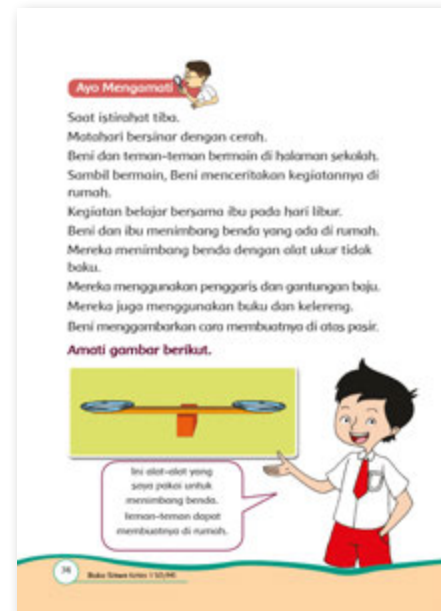 Ayo Mengamati
Saat istirahat tiba.
Matahari bersinar dengan cerah.
Beni dan teman-teman bermain di halaman sekolah.
Sambil bermain, Beni menceritakan kegiatannya di
rumah.
Kegiatan belajar bersama ibu pada hari libur.
Beni dan ibu menimbang benda yang ada di rumah.
Mereka menimbang benda dengan alat ukur tidak
baku.
Mereka menggunakan penggaris dan gantungan baju.
Mereka juga menggunakan buku dan kelereng.
Beni menggambarkan cara membuatnya di atas pasir.
Amati gambar berikut.
Ini alat-alat yang
saya pakai untuk
menimbang benda.
Teman-teman dapat
membuatnya di rumah.
Buku Siswa Kelas I SD/MI